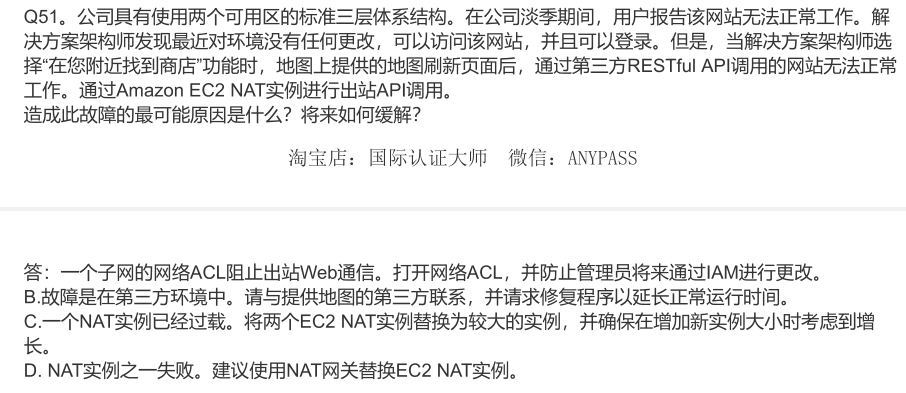 Q51。公司具有使用两个可用区的标准三层体系结构。在公司淡季期间，用户报告该网站无法正常工作。解
决方案架构师发现最近对环境没有任何更改，可以访问该网站，并且可以登录。但是，当解决方案架构师选
择“在您附近找到商店”功能时，地图上提供的地图刷新页面后，通过第三方RESTful API调用的网站无法正常
工作。通过Amazon EC2 NAT实例进行出站API调用。
造成此故障的最可能原因是什么？将来如何缓解？
淘宝店：国际认证大师 微信：ANYPASS
答：一个子网的网络ACL阻止出站Web通信。打开网络ACL，并防止管理员将来通过IAM进行更改。
B.故障是在第三方环境中。请与提供地图的第三方联系，并请求修复程序以延长正常运行时间。
C.一个NAT实例已经过载。将两个EC2 NAT实例替换为较大的实例，并确保在增加新实例大小时考虑到增
长。
D. NAT实例之一失败。建议使用NAT网关替换EC2 NAT实例。